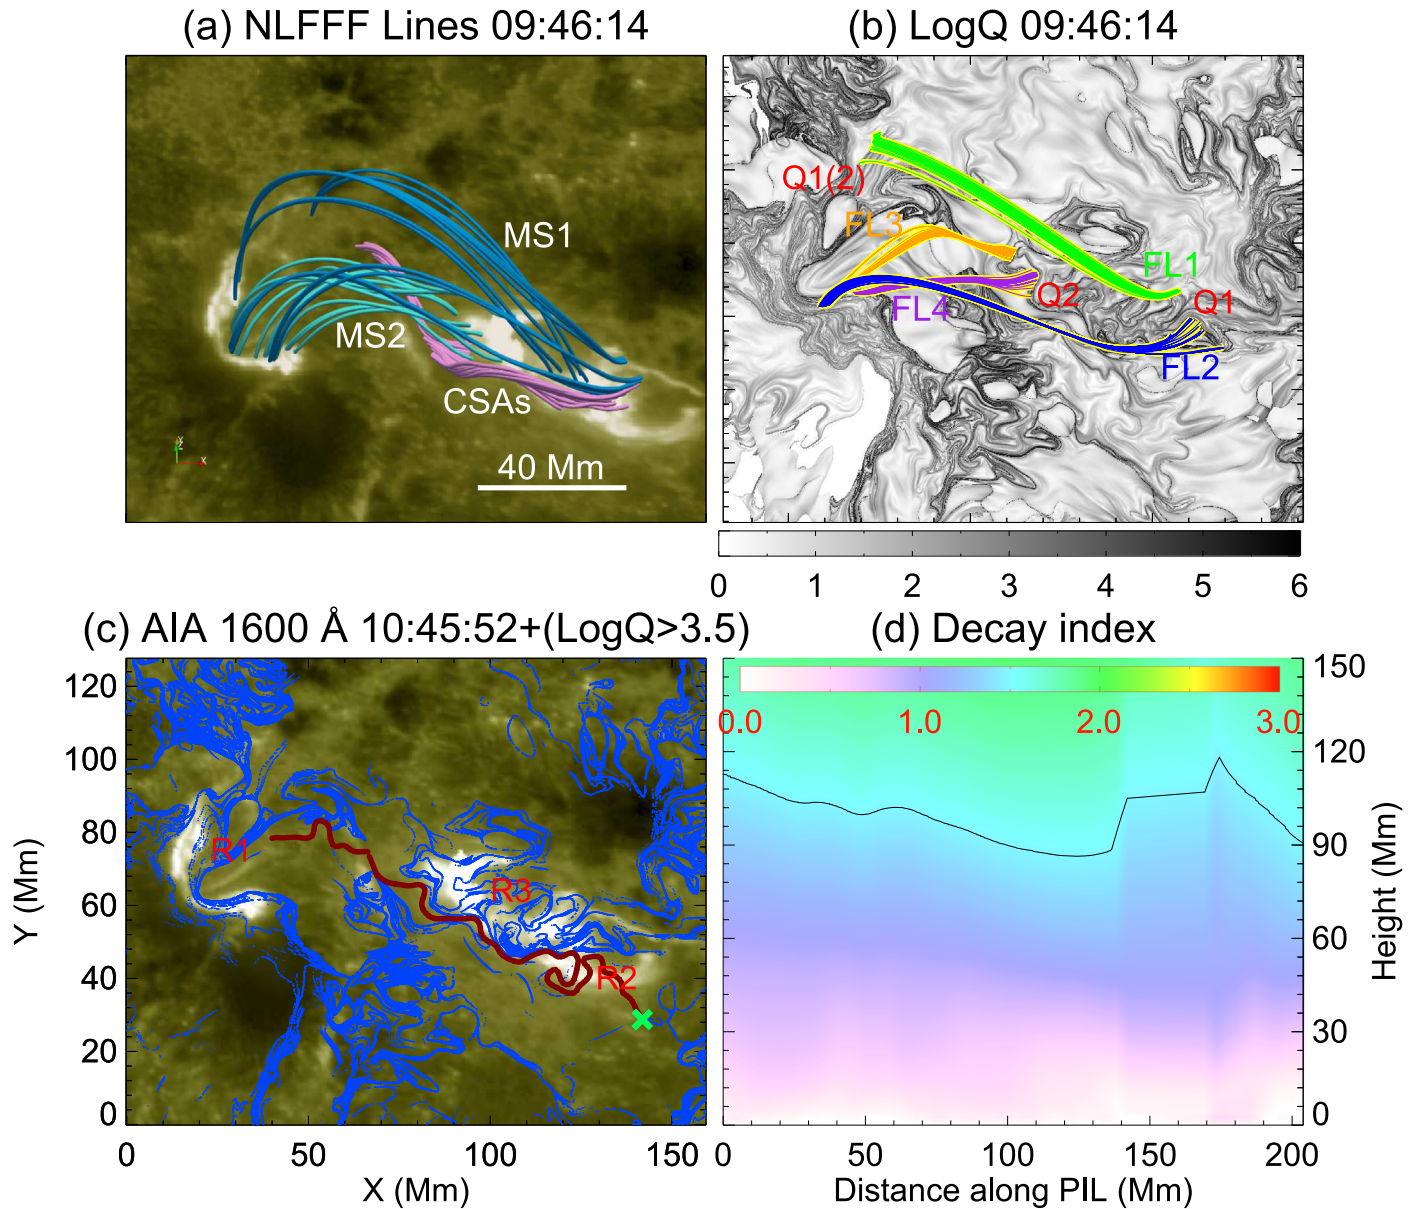 (a) NLFFF Lines 09:46:14
(b) LogQ 09:46:14
MS1
MS2
CSAs
40 Mm
Y
Z
X
Q1(2)
FL3
FL1
Q2
Q1
FL4
FL2
0 1 2 3 4 5 6
(c) AIA 1600 Å 10:45:52+(LogQ>3.5)
(d) Decay index
120
100
80
60
40
20
0
Y (Mm)
R1
R3
R2
0 50 100 150
X (Mm)
0.0 1.0 2.0 3.0
150
120
90
60
30
0
Height (Mm)
0 50 100 150 200
Distance along PIL (Mm)